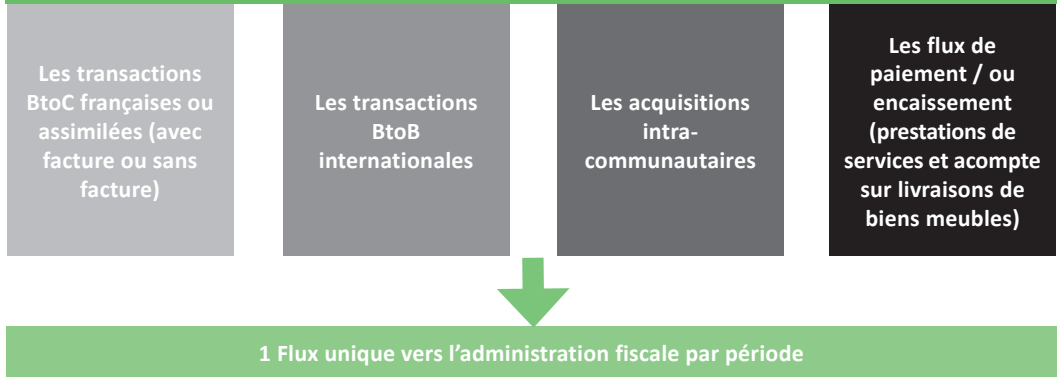 Les transactions
BtoC françaises ou
assimilées (avec
facture ou sans
facture)
Les transactions
BtoB
internationales
Les acquisitions
intra-
communautaires
Les flux de
paiement / ou
encaissement
(prestations de
services et acompte
sur livraisons de
biens meubles)
1 Flux unique vers l’administration fiscale par période